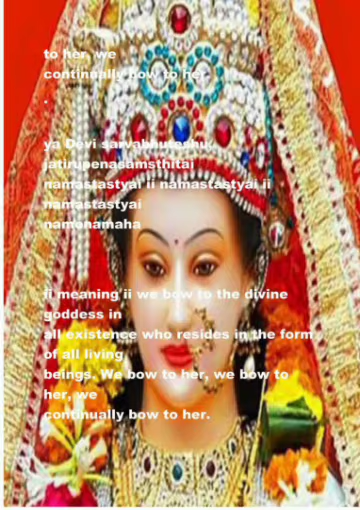 to her, we
continually bow to her.
.
ya Devi sarvabhuteshu
jatirupenasamsthitai
namastastyai ii namastastyai ii
namastastyai
namonamaha
ii meaning ii we bow to the divine
goddess in
all existence who resides in the form
of all living
beings. We bow to her, we bow to
her, we
continually bow to her.